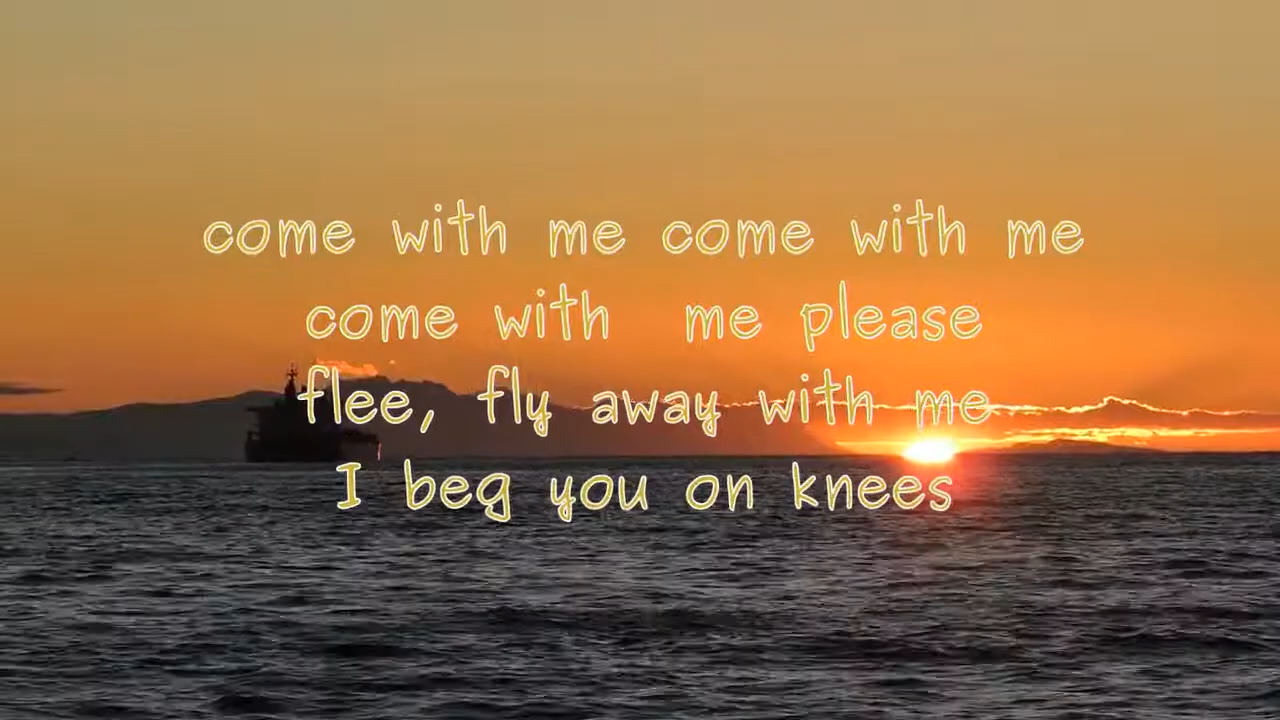 come with me come with me
come with me please
flee, fly away with me
I beg you on knees